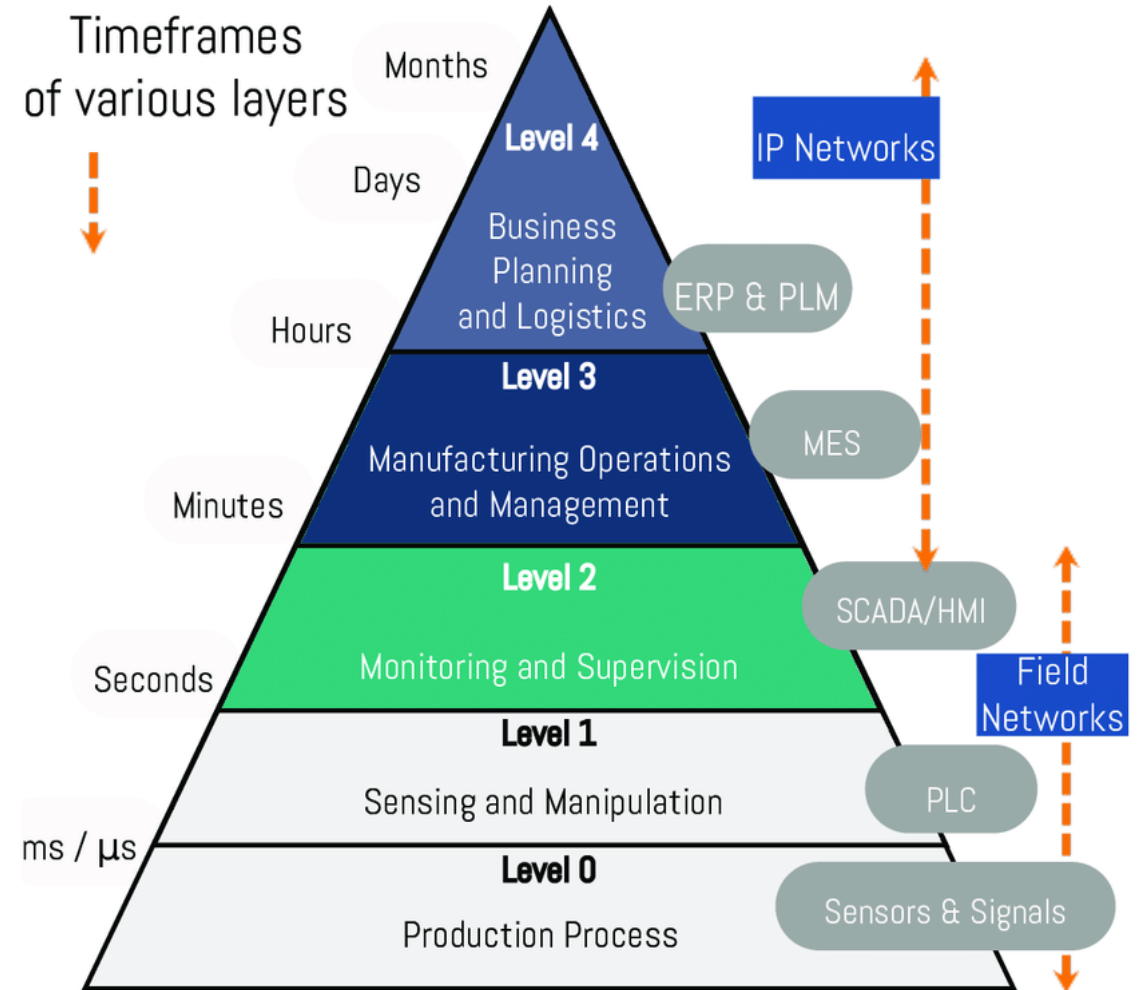 Timeframes
of various layers
Months
Days
Hours
Minutes
Seconds
ms / μs
Level 4
Business
Planning
and Logistics
Level 3
Manufacturing Operations
and Management
Level 2
Monitoring and Supervision
Level 1
Sensing and Manipulation
Level 0
Production Process
IP Networks
ERP & PLM
MES
SCADA/HMI
Field
Networks
PLC
Sensors & Signals